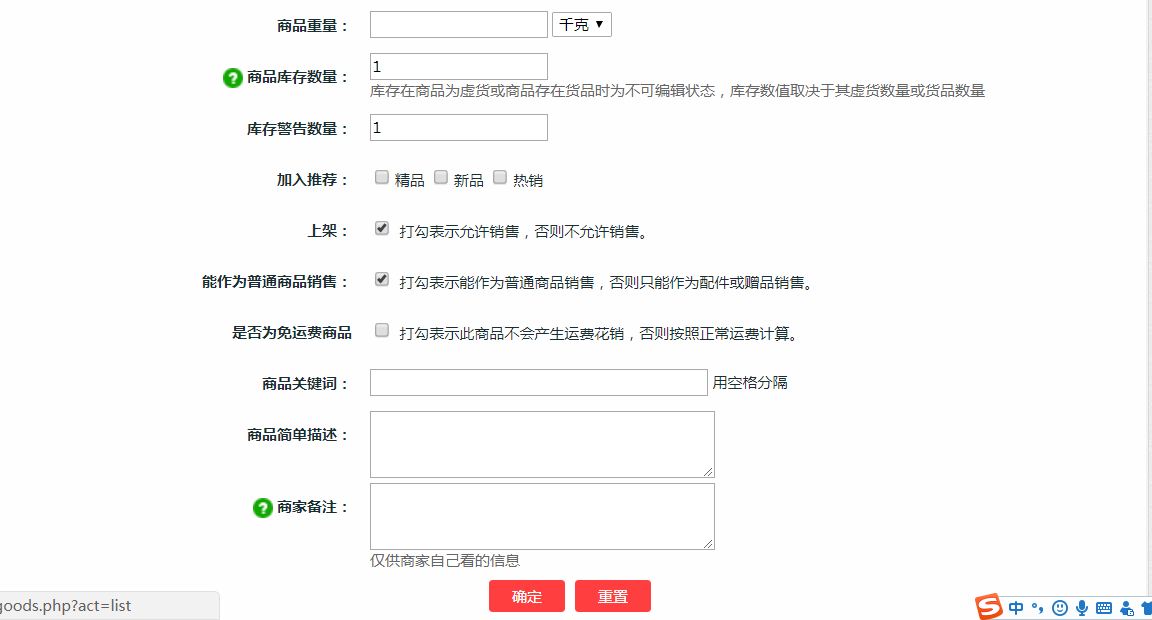 商品重量： 千克
商品库存数量： 1
库存在商品为虚货或商品存在货品时为不可编辑状态，库存数值取决于其虚货数量或货品数量
库存警告数量： 1
加入推荐： 精品 新品 热销
上架： 打勾表示允许销售，否则不允许销售。
能作为普通商品销售： 打勾表示能作为普通商品销售，否则只能作为配件或赠品销售。
是否为免运费商品 打勾表示此商品不会产生运费花销，否则按照正常运费计算。
商品关键词： 用空格分隔
商品简单描述：
商家备注：
仅供商家自己看的信息
确定 重置
goods.php?act=list
中